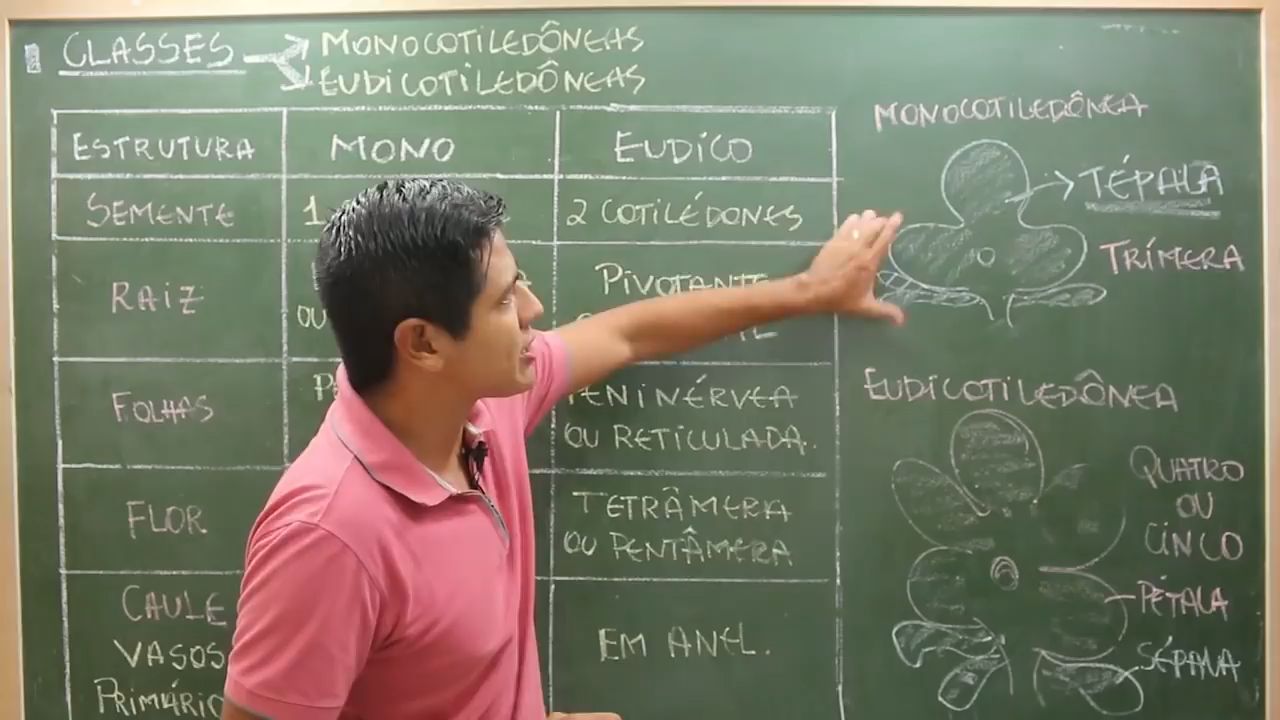 CLASSES
MONOCOTILEDÔNEAS
EUDICOTILEDÔNEAS
ESTRUTURA MONO EUDICO
SEMENTE 1 2 COTILÉDONES
RAIZ PIVOTANTE
OU
FOLHAS PENINÉRVEA
OU RETICULADA.
FLOR TETRÂMERA
OU PENTÂMERA
CAULE
VASOS EM ANEL.
PRIMÁRIO
MONOCOTILEDÔNEA
TÉPALA
TRÍMERA
EUDICOTILEDÔNEA
QUATRO
OU
CINCO
PÉTALA
SÉPALA